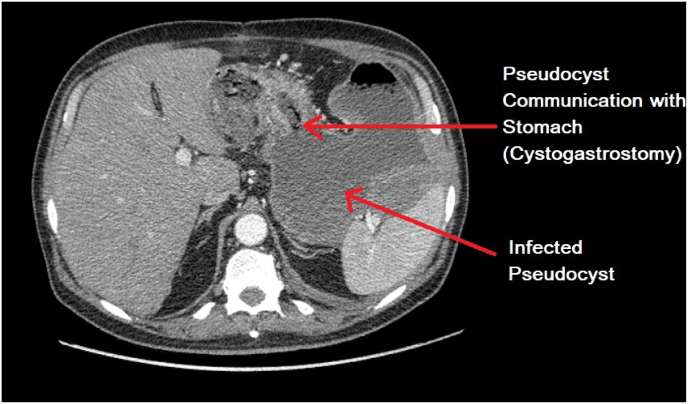 Pseudocyst
Communication with
Stomach
(Cystogastrostomy)
Infected
Pseudocyst